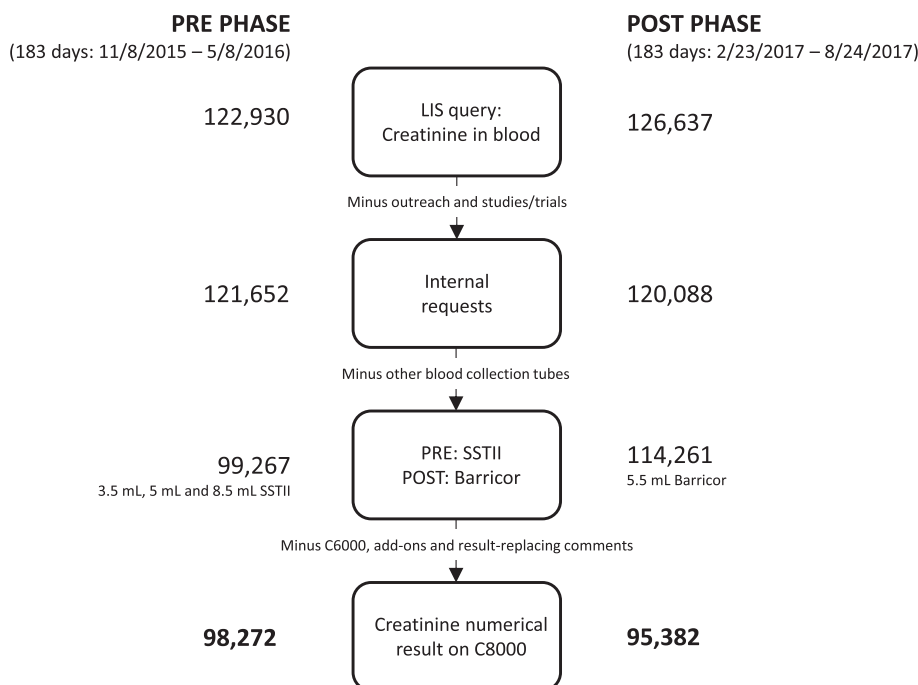 PRE PHASE
(183 days: 11/8/2015 – 5/8/2016)
POST PHASE
(183 days: 2/23/2017 – 8/24/2017)
122,930
LIS query:
Creatinine in blood
126,637
Minus outreach and studies/trials
121,652
Internal
requests
120,088
Minus other blood collection tubes
99,267
3.5 mL, 5 mL and 8.5 mL SSTII
PRE: SSTII
POST: Barricor
114,261
5.5 mL Barricor
Minus C6000, add-ons and result-replacing comments
98,272
Creatinine numerical
result on C8000
95,382